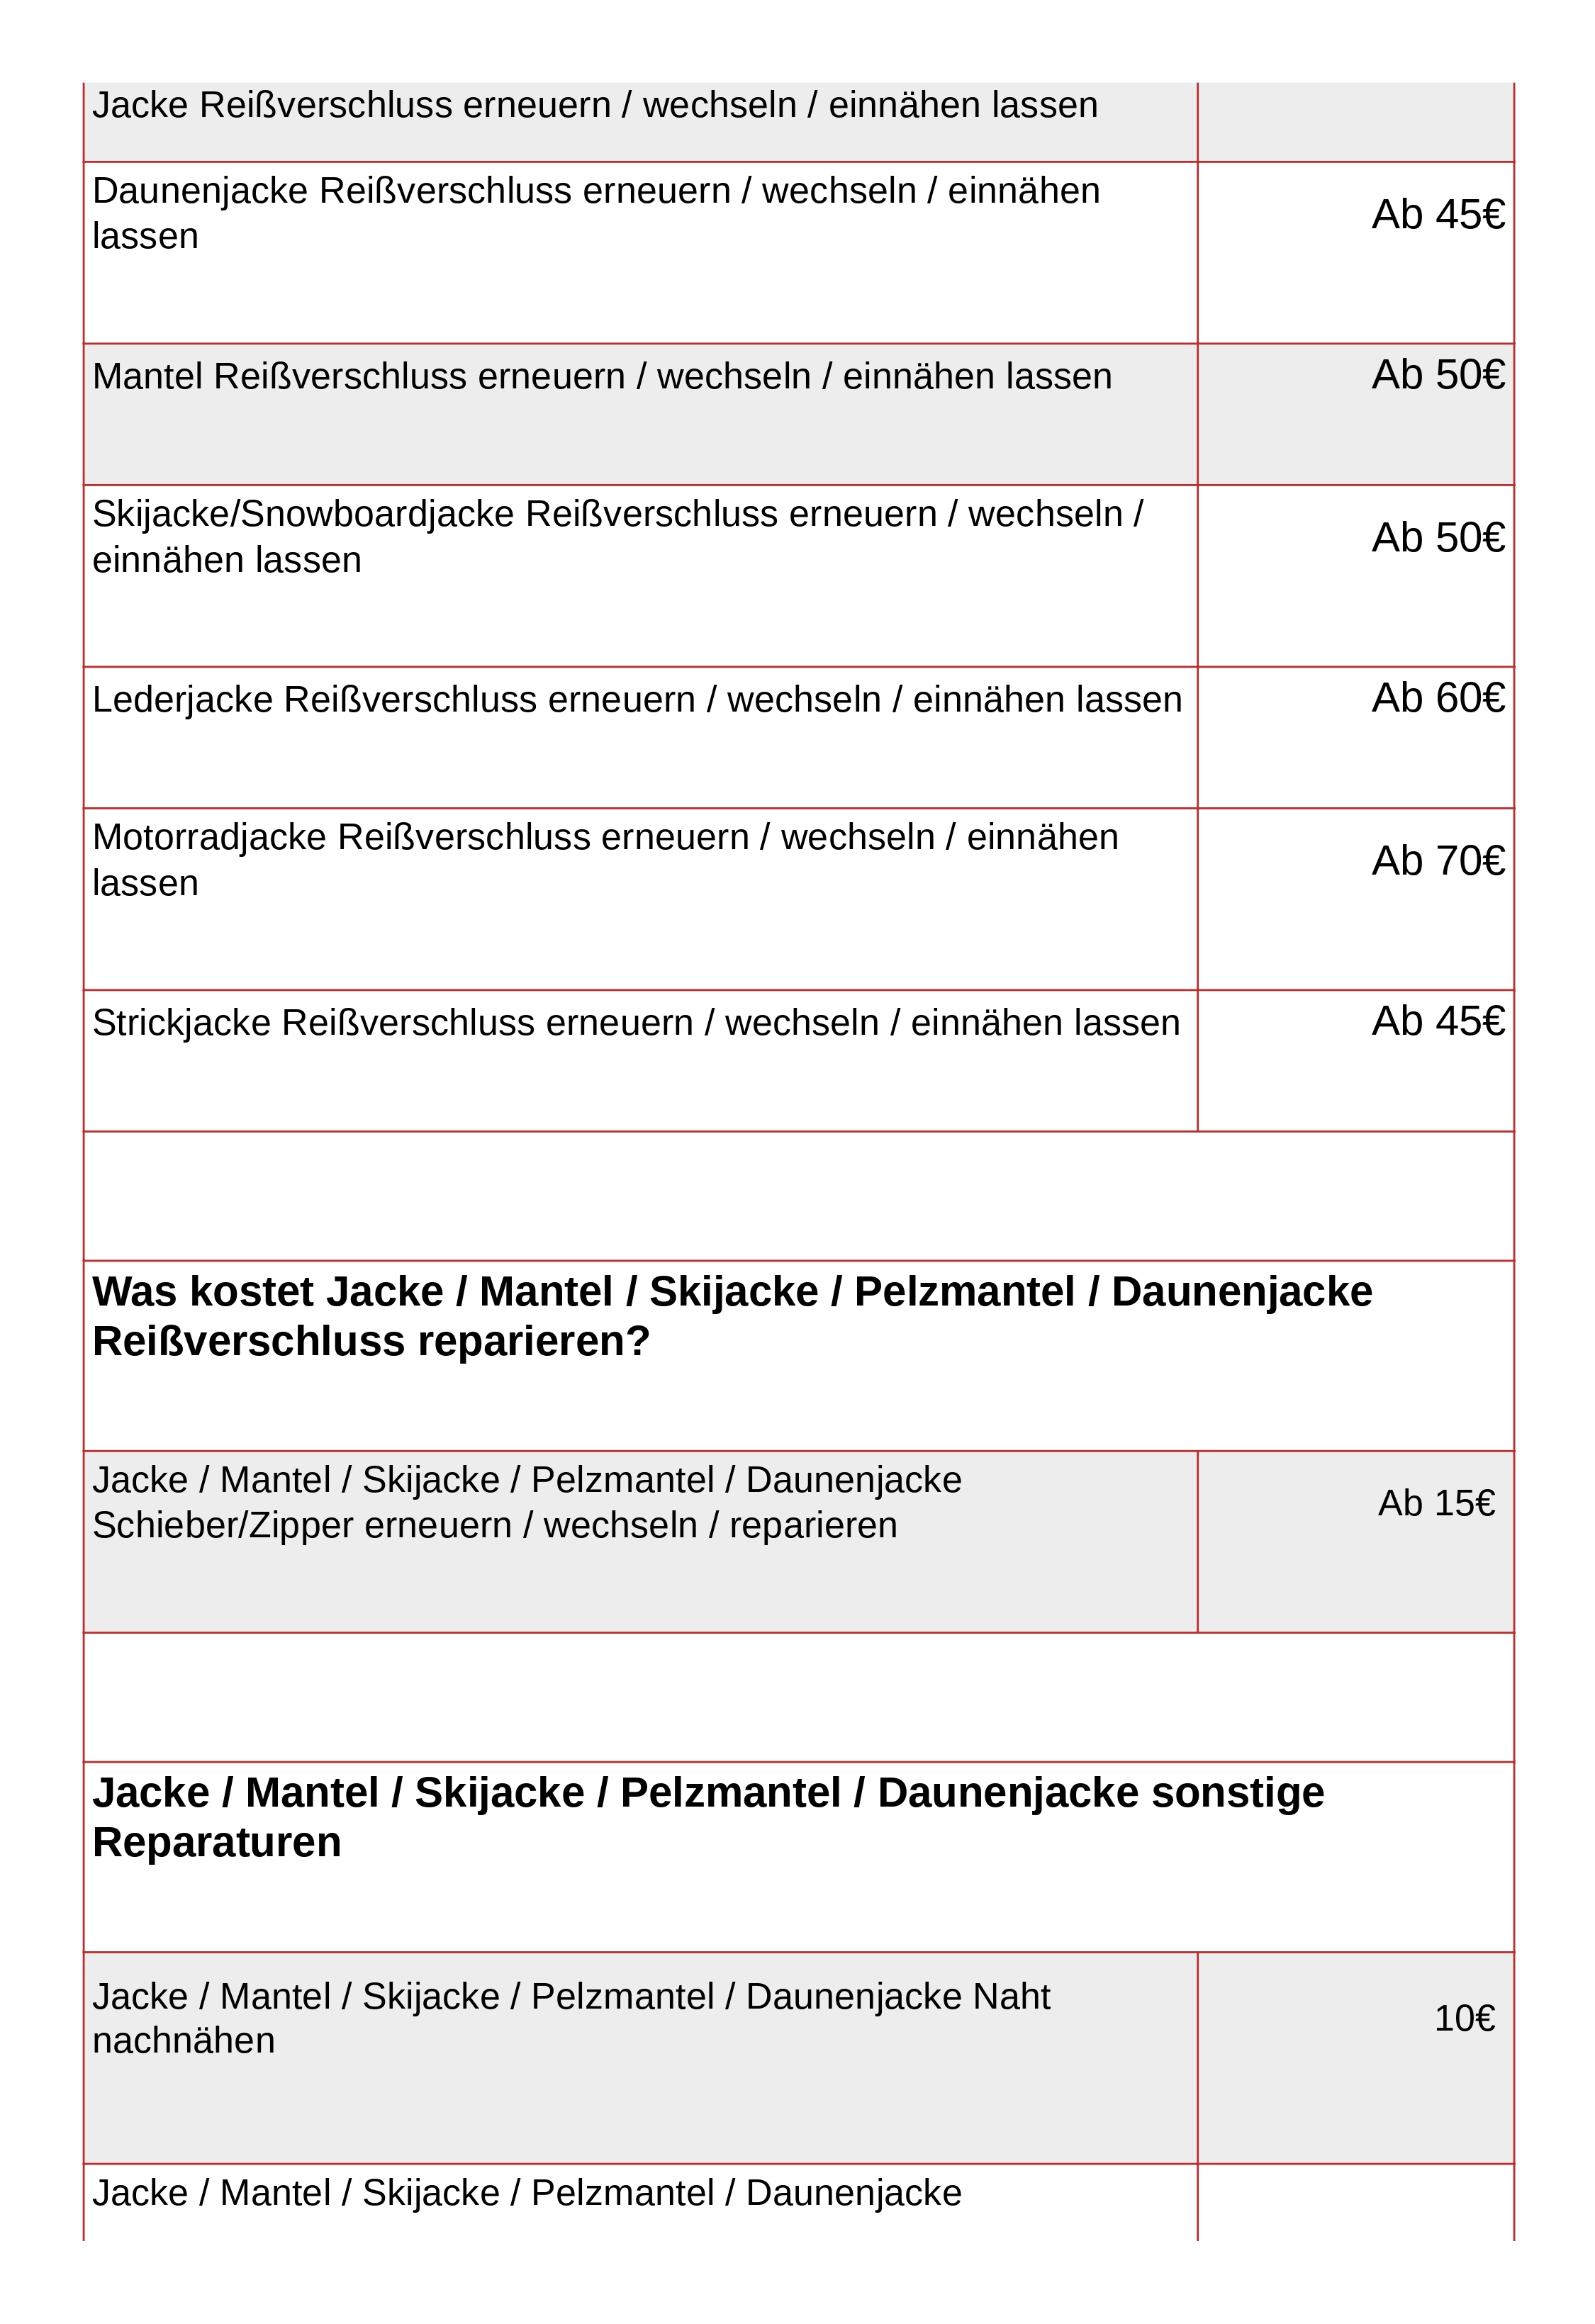 Jacke Reißverschluss erneuern / wechseln / einnähen lassen
Daunenjacke Reißverschluss erneuern / wechseln / einnähen
lassen
Ab 45€
Mantel Reißverschluss erneuern / wechseln / einnähen lassen
Ab 50€
Skijacke/Snowboardjacke Reißverschluss erneuern / wechseln /
einnähen lassen
Ab 50€
Lederjacke Reißverschluss erneuern / wechseln / einnähen lassen
Ab 60€
Motorradjacke Reißverschluss erneuern / wechseln / einnähen
lassen
Ab 70€
Strickjacke Reißverschluss erneuern / wechseln / einnähen lassen
Ab 45€
Was kostet Jacke / Mantel / Skijacke / Pelzmantel / Daunenjacke
Reißverschluss reparieren?
Jacke / Mantel / Skijacke / Pelzmantel / Daunenjacke
Schieber/Zipper erneuern / wechseln / reparieren
Ab 15€
Jacke / Mantel / Skijacke / Pelzmantel / Daunenjacke sonstige
Reparaturen
Jacke / Mantel / Skijacke / Pelzmantel / Daunenjacke Naht
nachnähen
10€
Jacke / Mantel / Skijacke / Pelzmantel / Daunenjacke